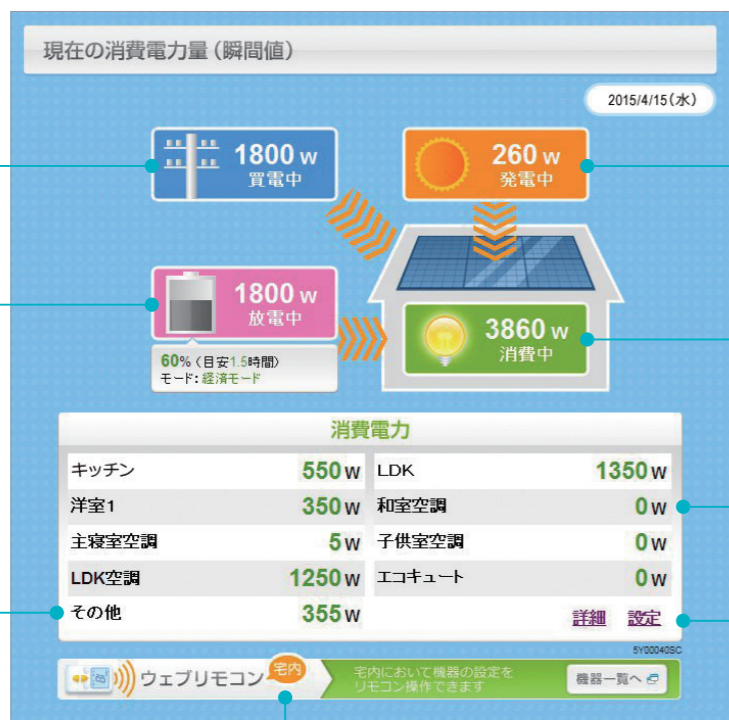 現在の消費電力量（瞬間値）
2015/4/15（水）
1800 w
買電中
260 w
発電中
1800 w
放電中
60%（目安1.5時間）
モード：経済モード
3860 w
消費中
消費電力
キッチン 550 w LDK 1350 w
洋室1 350 w 和室空調 0 w
主寝室空調 5 w 子供室空調 0 w
LDK空調 1250 w エコキュート 0 w
その他 355 w 詳細 設定
5Y00040SC
ウェブリモコン 宅内
宅内において機器の設定を
リモコン操作できます
機器一覧へ